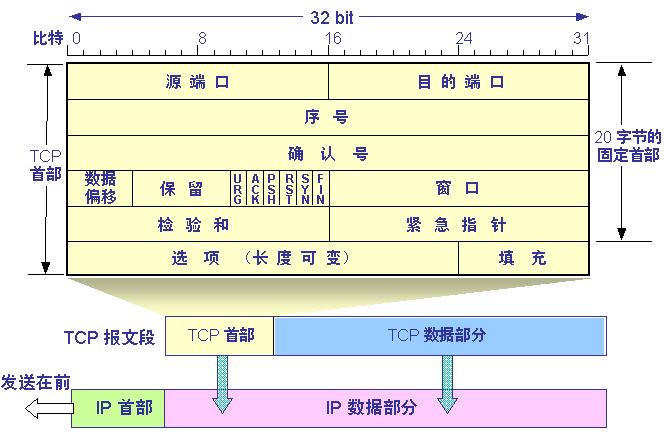 32 bit
比特 0 8 16 24 31
源端口 目的端口
序号
TCP 首部
确认号
20 字节的固定首部
数据偏移 保留 URG ACK PSH RST SYN FIN 窗口
检验和 紧急指针
选项 （长度可变） 填充
TCP 报文段 TCP 首部 TCP 数据部分
发送在前
IP 首部 IP 数据部分